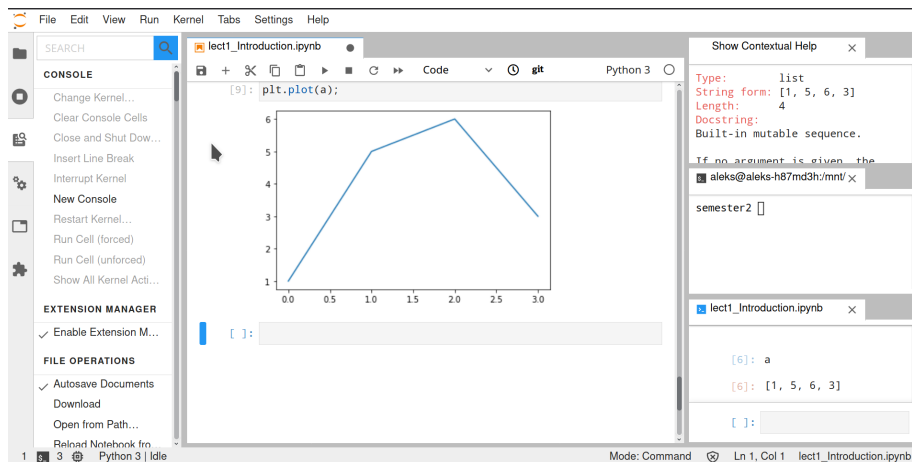 File Edit View Run Kernel Tabs Settings Help
SEARCH
CONSOLE
Change Kernel...
Clear Console Cells
Close and Shut Dow...
Insert Line Break
Interrupt Kernel
New Console
Restart Kernel...
Run Cell (forced)
Run Cell (unforced)
Show All Kernel Acti...
EXTENSION MANAGER
Enable Extension M...
FILE OPERATIONS
Autosave Documents
Download
Open from Path...
Reload Notebook fro
lect1_Introduction.ipynb
Code git Python 3
[9]: plt.plot(a);
6
5
4
3
2
1
0.0 0.5 1.0 1.5 2.0 2.5 3.0
[ ]:
Show Contextual Help
Type: list
String form: [1, 5, 6, 3]
Length: 4
Docstring:
Built-in mutable sequence.
If no argument is given, the
aleks@aleks-h87md3h:/mnt/
semester2
lect1_Introduction.ipynb
[6]: a
[6]: [1, 5, 6, 3]
[ ]:
1 3 Python 3 | Idle Mode: Command Ln 1, Col 1 lect1_Introduction.ipynb